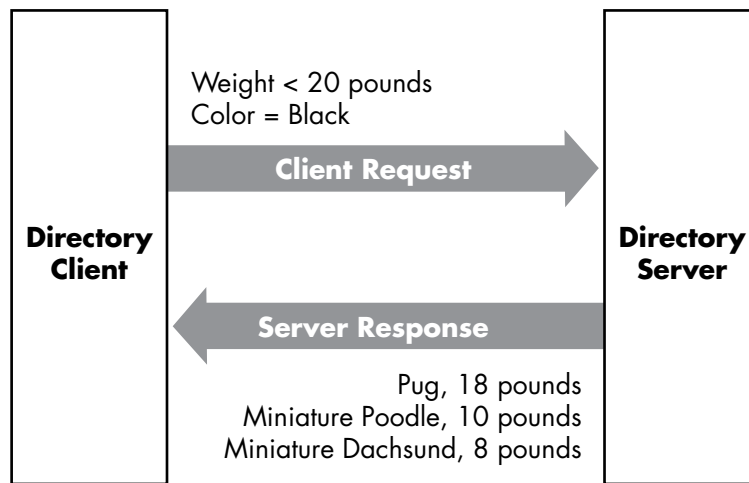 Weight < 20 pounds
Color = Black
Client Request
Directory
Client
Directory
Server
Server Response
Pug, 18 pounds
Miniature Poodle, 10 pounds
Miniature Dachsund, 8 pounds